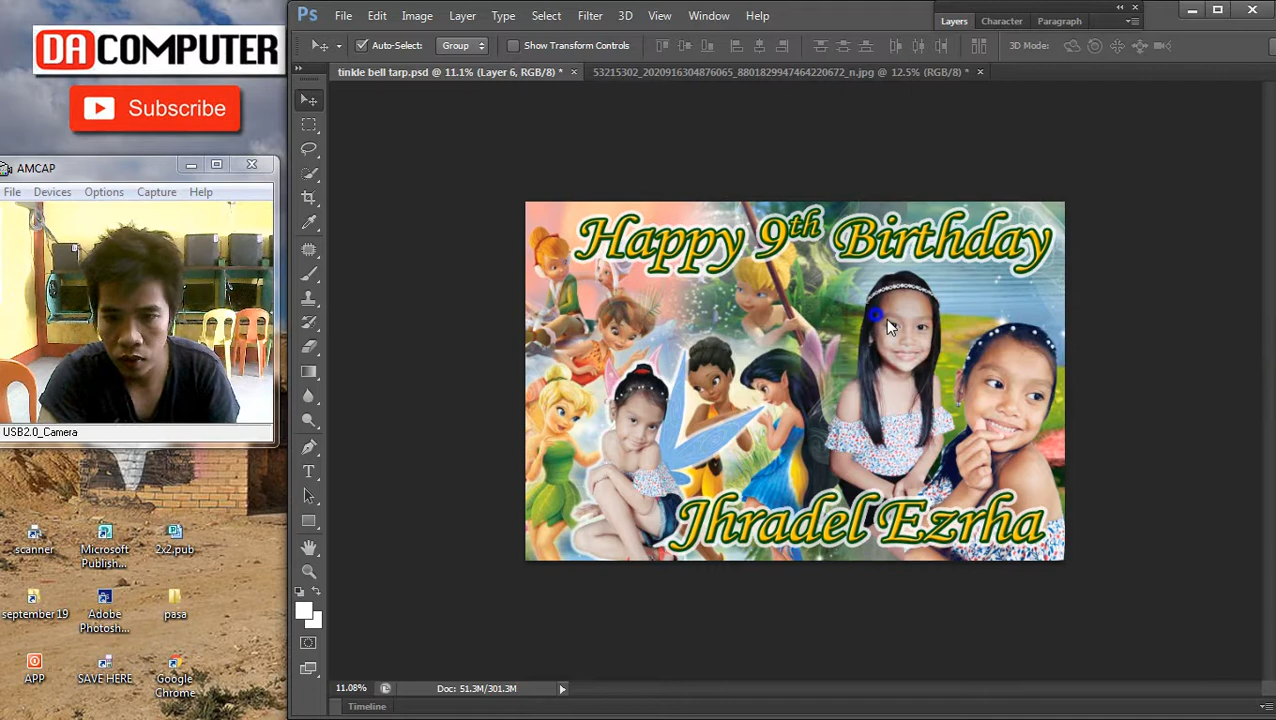 DA COMPUTER
Subscribe
AMCAP
File Devices Options Capture Help
USB2.0_Camera
scanner
Microsoft Publish...
2x2.pub
september 19
Adobe Photosh...
pasa
APP
SAVE HERE
Google Chrome
Ps File Edit Image Layer Type Select Filter 3D View Window Help
Layers Character Paragraph
Auto-Select: Group Show Transform Controls 3D Mode:
tinkle bell tarp.psd @ 11.1% (Layer 6, RGB/8) * × 53215302_2020916304876065_8801829947464220672_n.jpg @ 12.5% (RGB/8) * ×
Happy 9th Birthday
Jhradel Ezrha
11.08% Doc: 51.3M/301.3M
Timeline